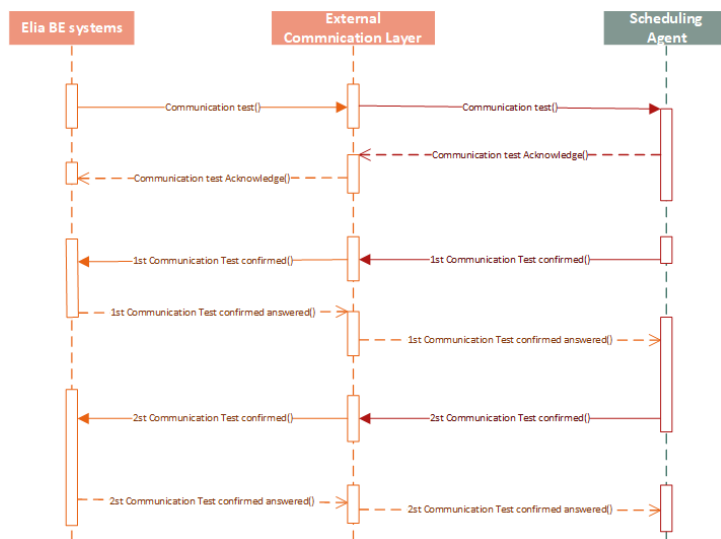 Elia BE systems
External
Commnication Layer
Scheduling
Agent
Communication test()
Communication test()
Communication test Acknowledge()
Communication test Acknowledge()
1st Communication Test confirmed()
1st Communication Test confirmed()
1st Communication Test confirmed answered()
1st Communication Test confirmed answered()
2st Communication Test confirmed()
2st Communication Test confirmed()
2st Communication Test confirmed answered()
2st Communication Test confirmed answered()